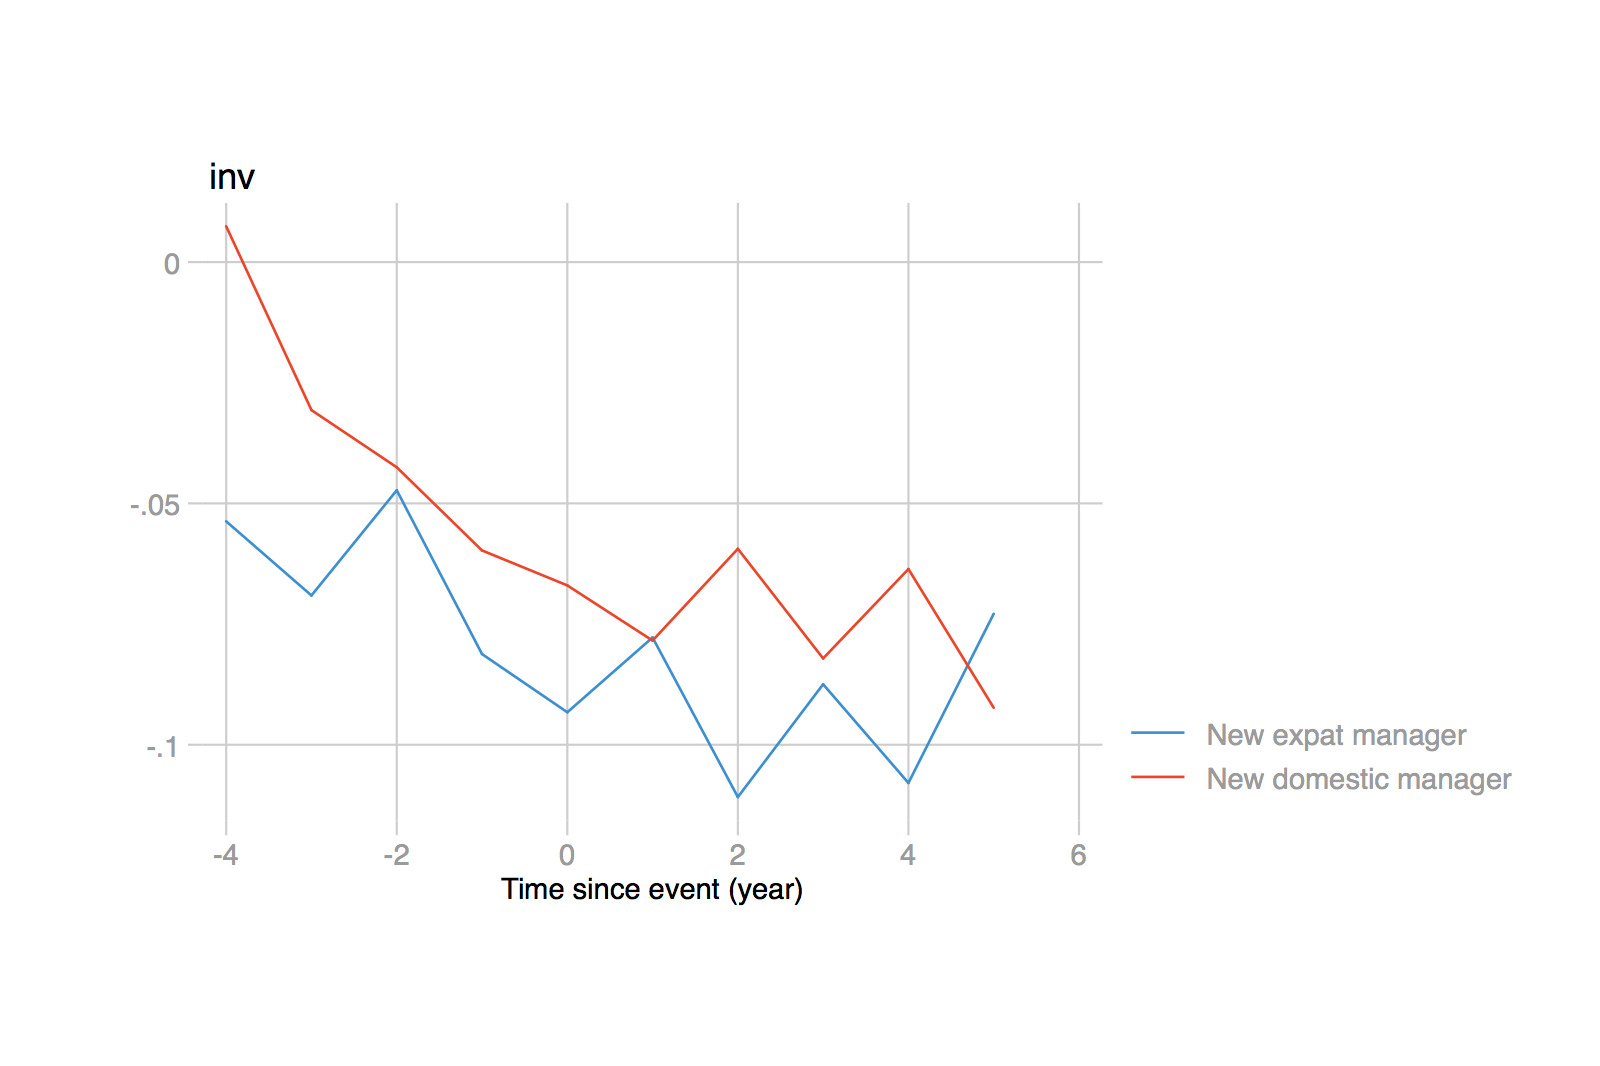 inv
0
-.05
-.1
-4 -2 0 2 4 6
Time since event (year)
New expat manager
New domestic manager